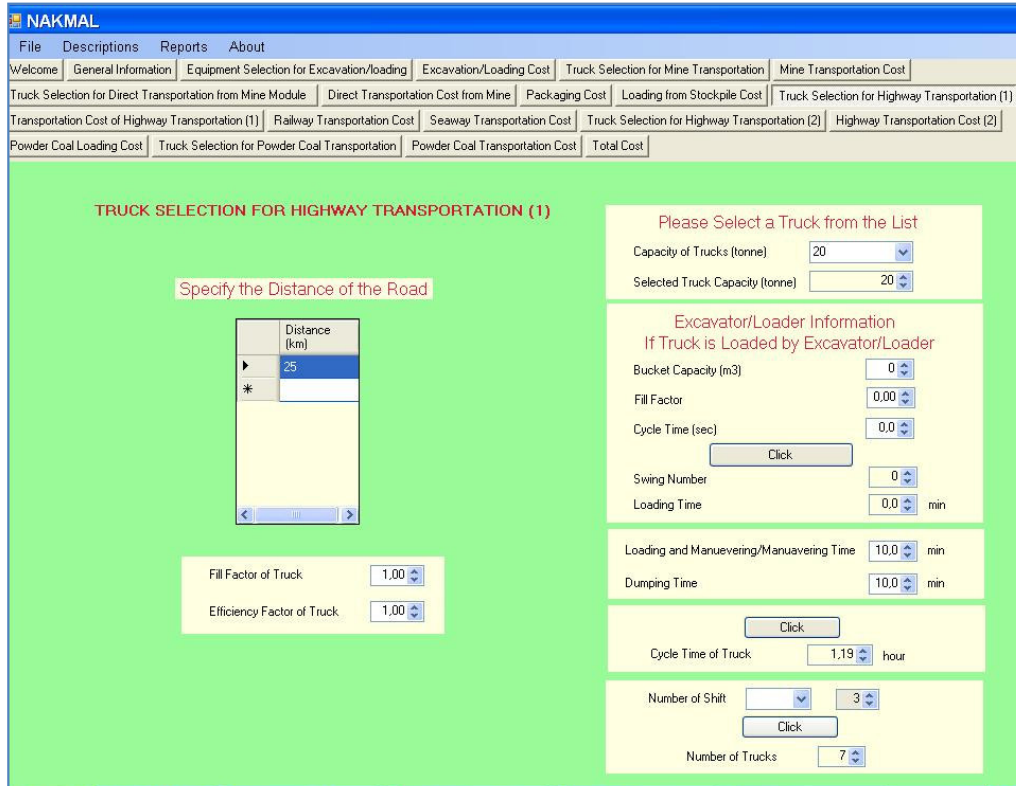 NAKMAL
File Descriptions Reports About
Welcome General Information Equipment Selection for Excavation/loading Excavation/Loading Cost Truck Selection for Mine Transportation Mine Transportation Cost
Truck Selection for Direct Transportation from Mine Module Direct Transportation Cost from Mine Packaging Cost Loading from Stockpile Cost Truck Selection for Highway Transportation (1)
Transportation Cost of Highway Transportation (1) Railway Transportation Cost Seaway Transportation Cost Truck Selection for Highway Transportation (2) Highway Transportation Cost (2)
Powder Coal Loading Cost Truck Selection for Powder Coal Transportation Powder Coal Transportation Cost Total Cost
TRUCK SELECTION FOR HIGHWAY TRANSPORTATION (1)
Specify the Distance of the Road
Distance
(km)
25
Fill Factor of Truck 1,00
Efficiency Factor of Truck 1,00
Please Select a Truck from the List
Capacity of Trucks (tonne) 20
Selected Truck Capacity (tonne) 20
Excavator/Loader Information
If Truck is Loaded by Excavator/Loader
Bucket Capacity (m3) 0
Fill Factor 0,00
Cycle Time (sec) 0,0
Click
Swing Number 0
Loading Time 0,0 min
Loading and Manuevering/Manuavering Time 10,0 min
Dumping Time 10,0 min
Click
Cycle Time of Truck 1,19 hour
Number of Shift 3
Click
Number of Trucks 7